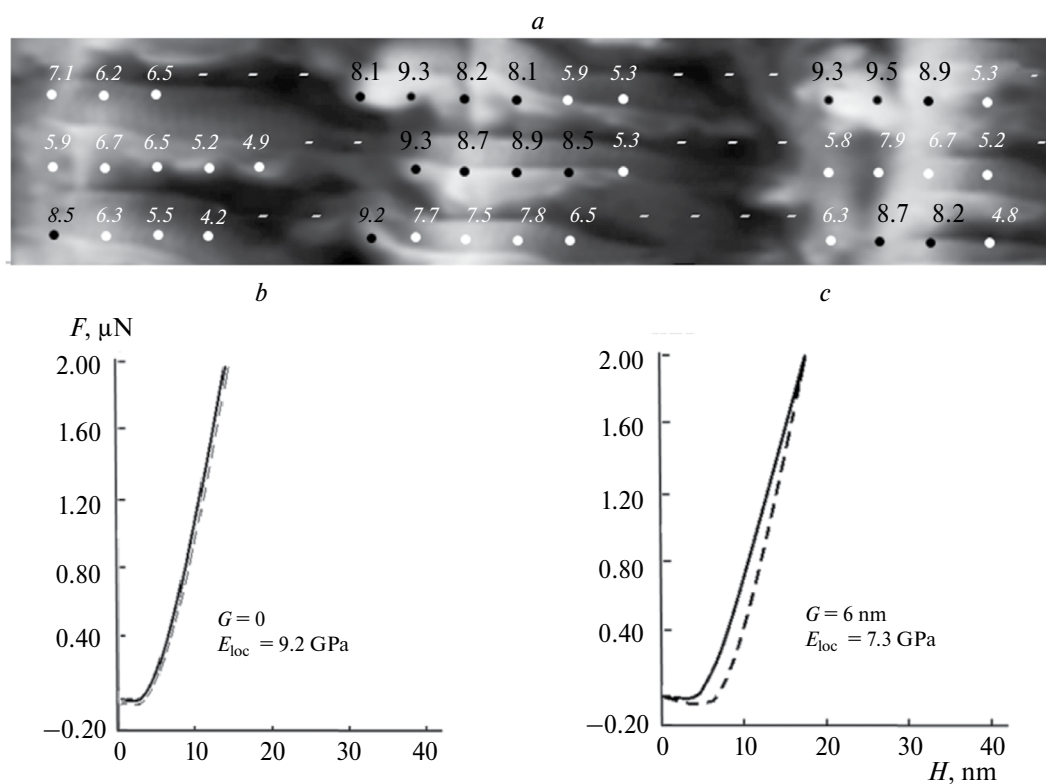 a
7.1 6.2 6.5 - - - 8.1 9.3 8.2 8.1 5.9 5.3 - - - 9.3 9.5 8.9 5.3 -
5.9 6.7 6.5 5.2 4.9 - - 9.3 8.7 8.9 8.5 5.3 - - - 5.8 7.9 6.7 5.2 -
8.5 6.3 5.5 4.2 - - 9.2 7.7 7.5 7.8 6.5 - - - - 6.3 8.7 8.2 4.8
b
F, μN
2.00
1.60
1.20
0.80
0.40
−0.20
G = 0
E_loc = 9.2 GPa
0 10 20 30 40
c
2.00
1.60
1.20
0.80
0.40
−0.20
G = 6 nm
E_loc = 7.3 GPa
0 10 20 30 40
H, nm